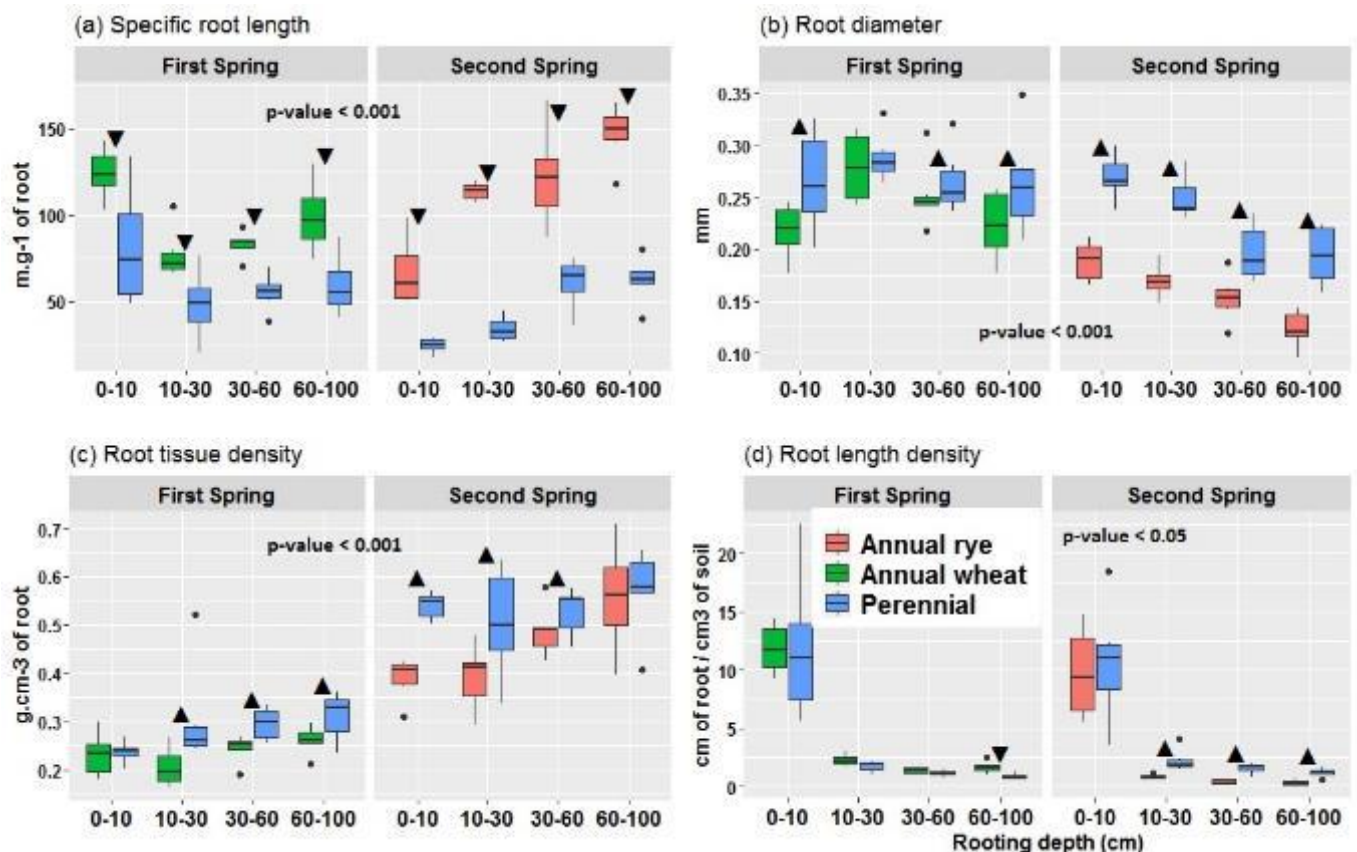 (a) Specific root length
First Spring
Second Spring
p-value < 0.001
m.g-1 of root
150
100
50
0-10 10-30 30-60 60-100
0-10 10-30 30-60 60-100
(b) Root diameter
First Spring
Second Spring
mm
0.35
0.30
0.25
0.20
0.15
0.10
p-value < 0.001
0-10 10-30 30-60 60-100
0-10 10-30 30-60 60-100
(c) Root tissue density
First Spring
Second Spring
p-value < 0.001
g.cm-3 of root
0.7
0.6
0.5
0.4
0.3
0.2
0-10 10-30 30-60 60-100
0-10 10-30 30-60 60-100
(d) Root length density
First Spring
Second Spring
Annual rye
Annual wheat
Perennial
p-value < 0.05
cm of root / cm3 of soil
20
15
10
5
0
0-10 10-30 30-60 60-100
0-10 10-30 30-60 60-100
Rooting depth (cm)